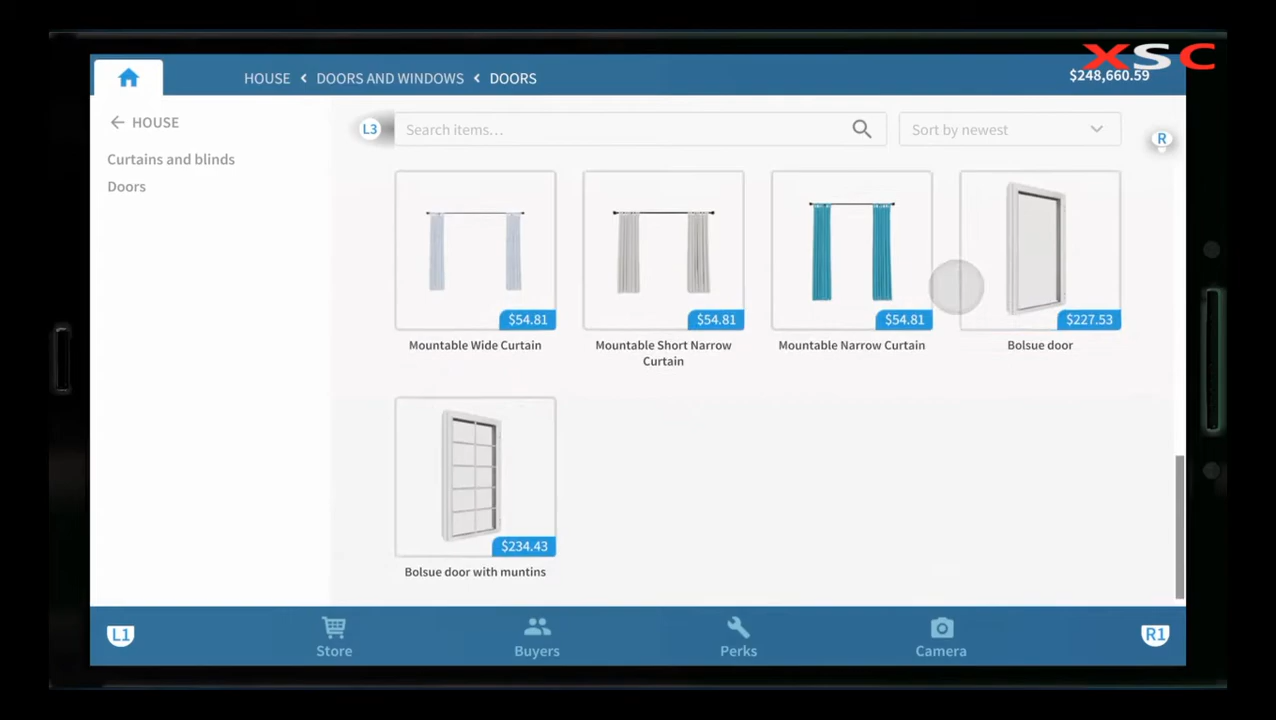 XSC
HOUSE < DOORS AND WINDOWS < DOORS
$248,660.59
HOUSE
L3
Search items...
Sort by newest
R
Curtains and blinds
Doors
$54.81
$54.81
$54.81
$227.53
Mountable Wide Curtain
Mountable Short Narrow
Curtain
Mountable Narrow Curtain
Bolsue door
$234.43
Bolsue door with muntins
L1
Store
Buyers
Perks
Camera
R1